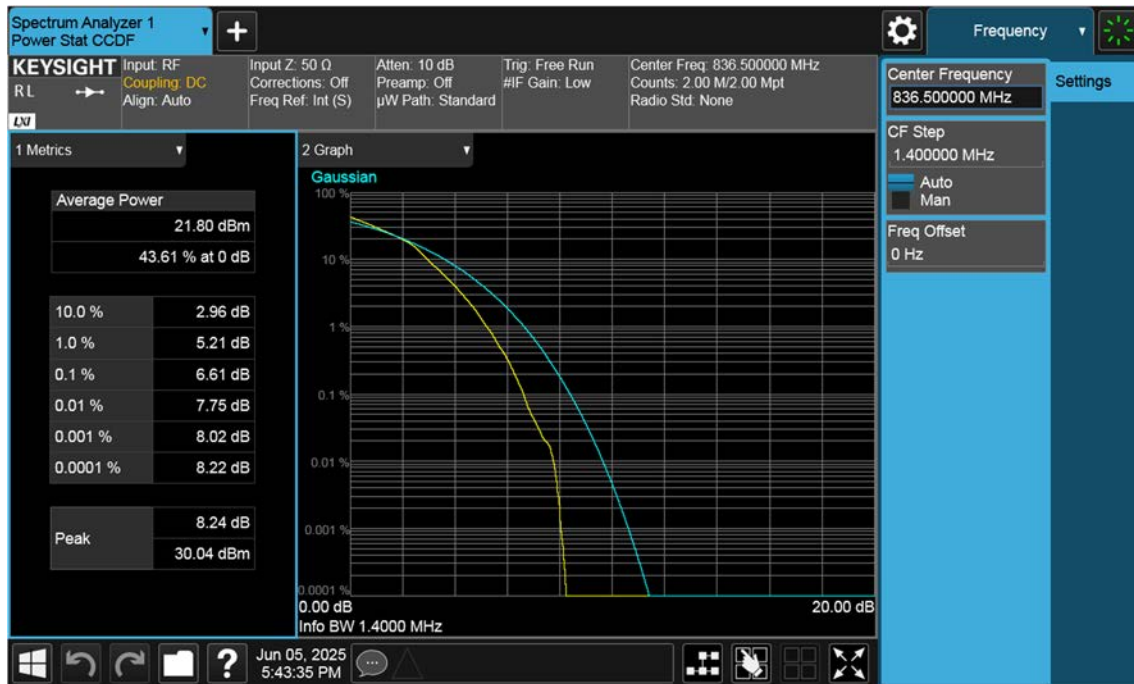 Spectrum Analyzer 1
Power Stat CCDF
+
Frequency
KEYSIGHT
RL
LXI
Input: RF
Coupling: DC
Align: Auto
Input Z: 50 Ω
Corrections: Off
Freq Ref: Int (S)
Atten: 10 dB
Preamp: Off
µW Path: Standard
Trig: Free Run
#IF Gain: Low
Center Freq: 836.500000 MHz
Counts: 2.00 M/2.00 Mpt
Radio Std: None
Center Frequency
836.500000 MHz
Settings
CF Step
1.400000 MHz
Auto
Man
Freq Offset
0 Hz
1 Metrics
Average Power
21.80 dBm
43.61 % at 0 dB
10.0 % 2.96 dB
1.0 % 5.21 dB
0.1 % 6.61 dB
0.01 % 7.75 dB
0.001 % 8.02 dB
0.0001 % 8.22 dB
Peak
8.24 dB
30.04 dBm
2 Graph
Gaussian
100 %
10 %
1 %
0.1 %
0.01 %
0.001 %
0.0001 %
0.00 dB 20.00 dB
Info BW 1.4000 MHz
?
Jun 05, 2025
5:43:35 PM